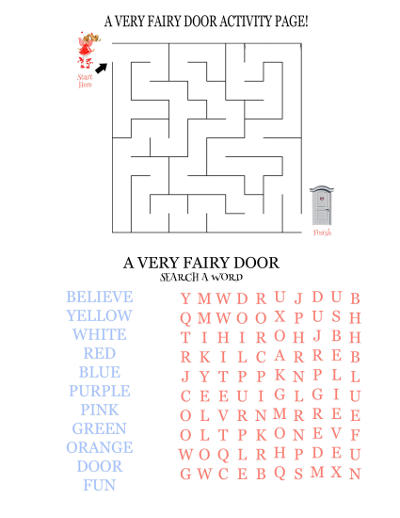 A VERY FAIRY DOOR ACTIVITY PAGE!
Start
Here
Finish
A VERY FAIRY DOOR
SEARCH A WORD
BELIEVE
YELLOW
WHITE
RED
BLUE
PURPLE
PINK
GREEN
ORANGE
DOOR
FUN
Y M W D R U J D U B
Q M W O O X P U S H
T I H I R O H J B H
R K I L C A R R E B
J Y T P P K N P L L
C E E U I G L G I U
O L V R N M R R E E
O L T P K O N E V F
W O Q L R H P D E U
G W C E B Q S M X N